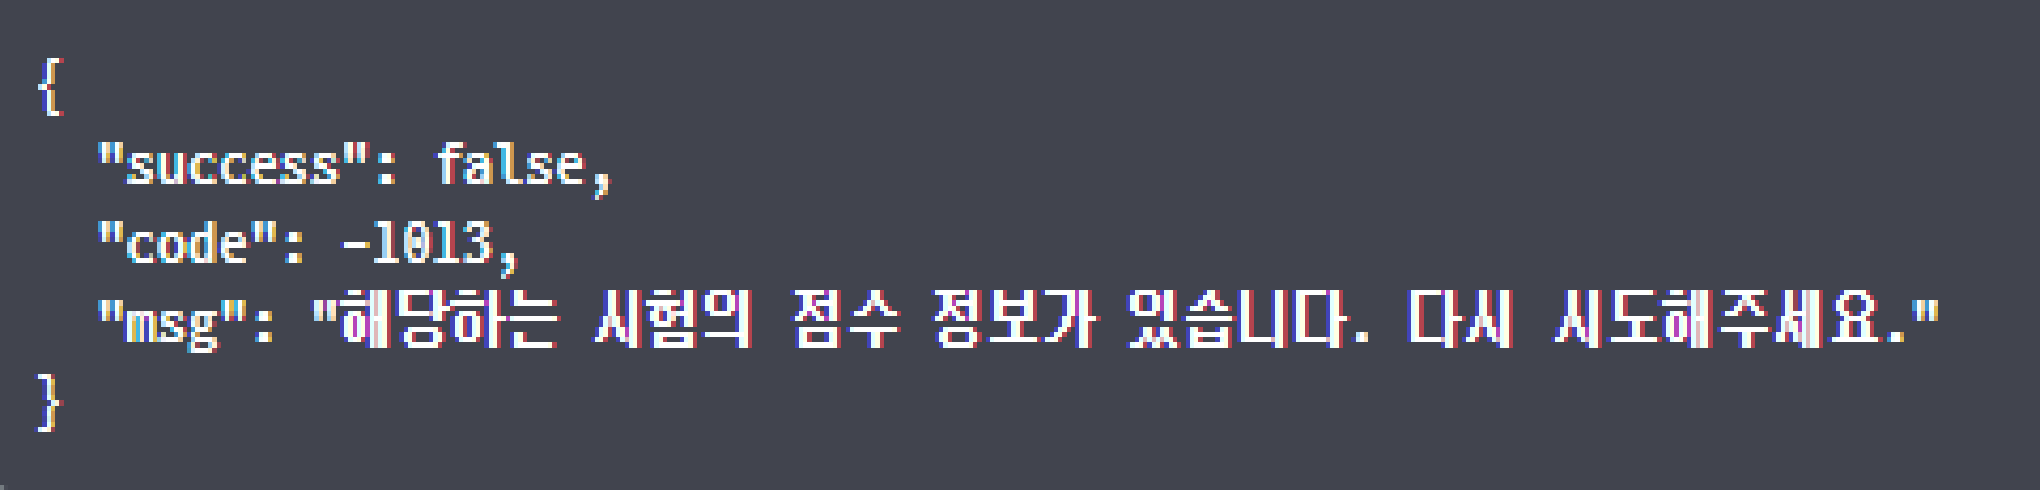 {
"success": false,
"code": -1013,
"msg": "해당하는 시험의 점수 정보가 있습니다. 다시 시도해주세요."
}